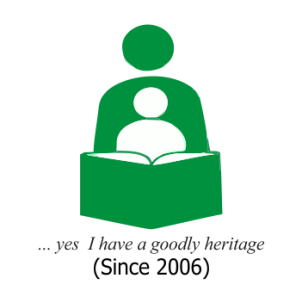 ... yes I have a goodly heritage
(Since 2006)